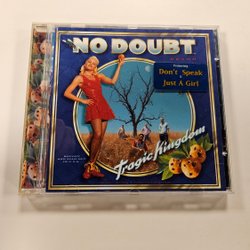 NO DOUBT
Featuring
Don't Speak
Just A Girl
Tragic Kingdom